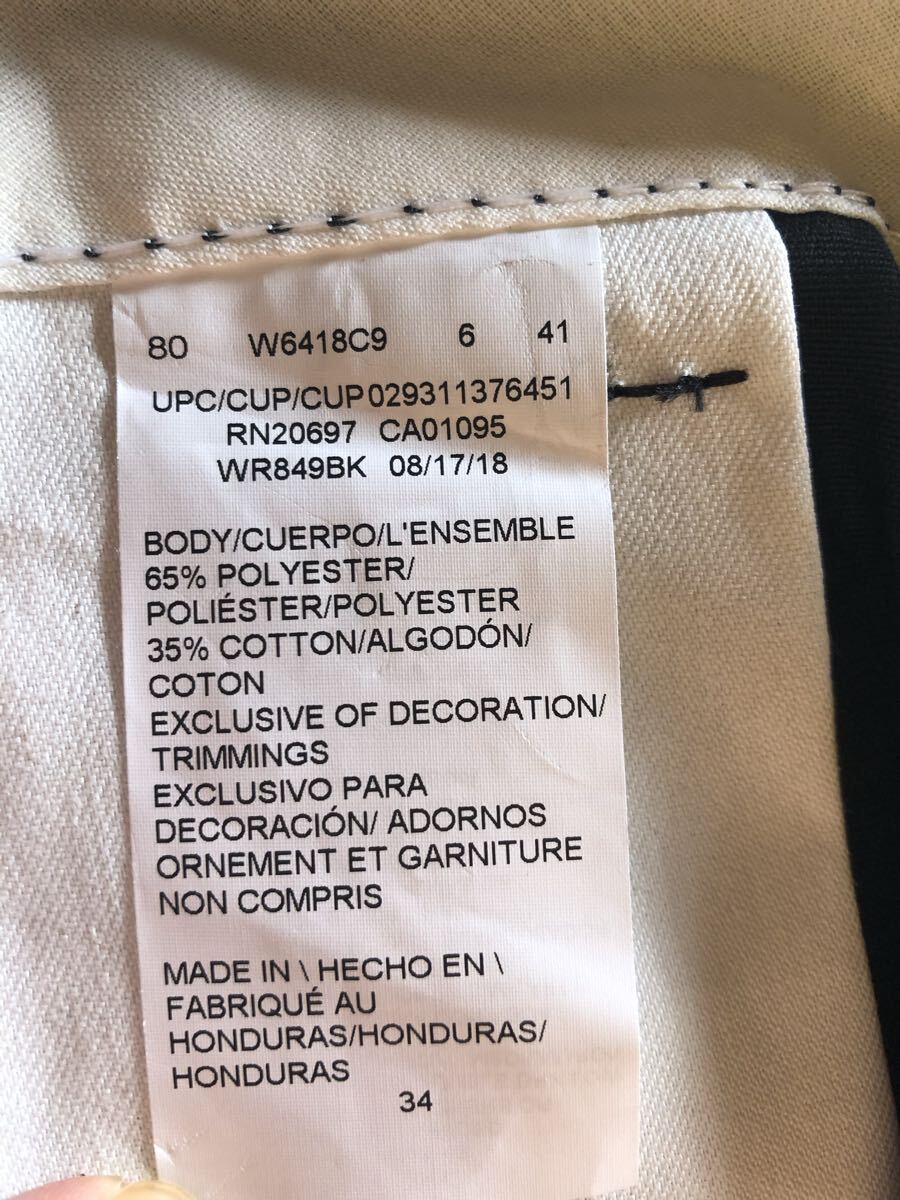 80 W6418C9 6 41
UPC/CUP/CUP029311376451
RN20697 CA01095
WR849BK 08/17/18
BODY/CUERPO/L'ENSEMBLE
65% POLYESTER/
POLIÉSTER/POLYESTER
35% COTTON/ALGODÓN/
COTON
EXCLUSIVE OF DECORATION/
TRIMMINGS
EXCLUSIVO PARA
DECORACIÓN/ ADORNOS
ORNEMENT ET GARNITURE
NON COMPRIS
MADE IN \ HECHO EN \
FABRIQUÉ AU
HONDURAS/HONDURAS/
HONDURAS
34